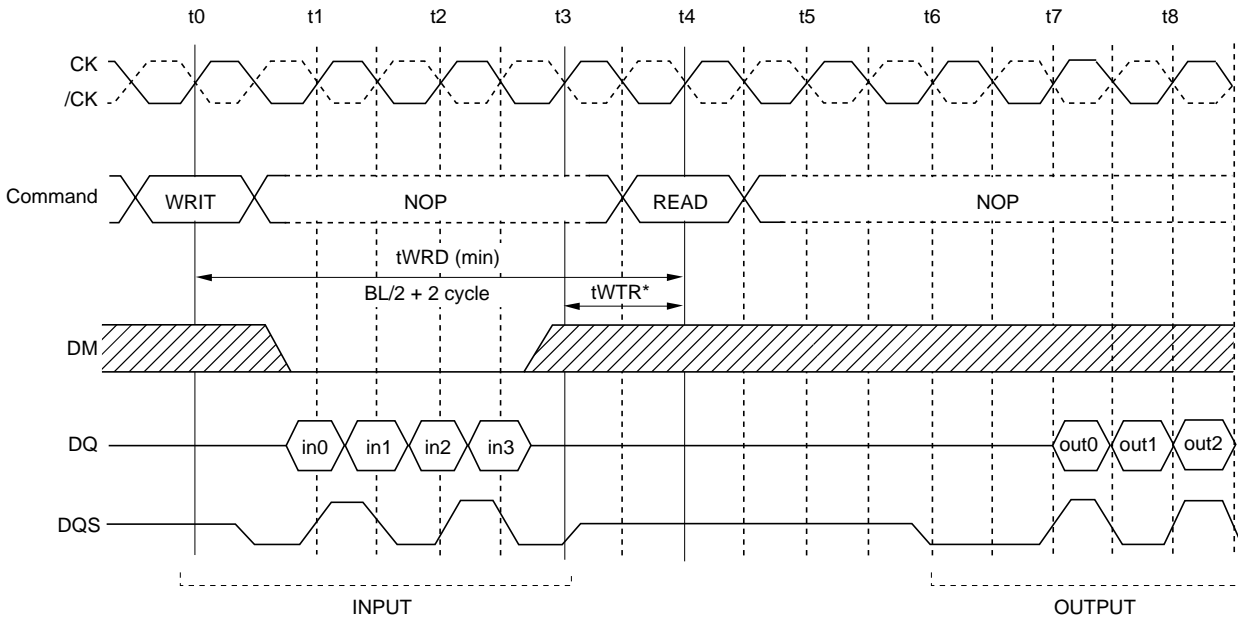 t0 t1 t2 t3 t4 t5 t6 t7 t8
CK
/CK
Command WRIT NOP READ NOP
tWRD (min)
BL/2 + 2 cycle tWTR*
DM
DQ in0 in1 in2 in3 out0 out1 out2
DQS
INPUT OUTPUT